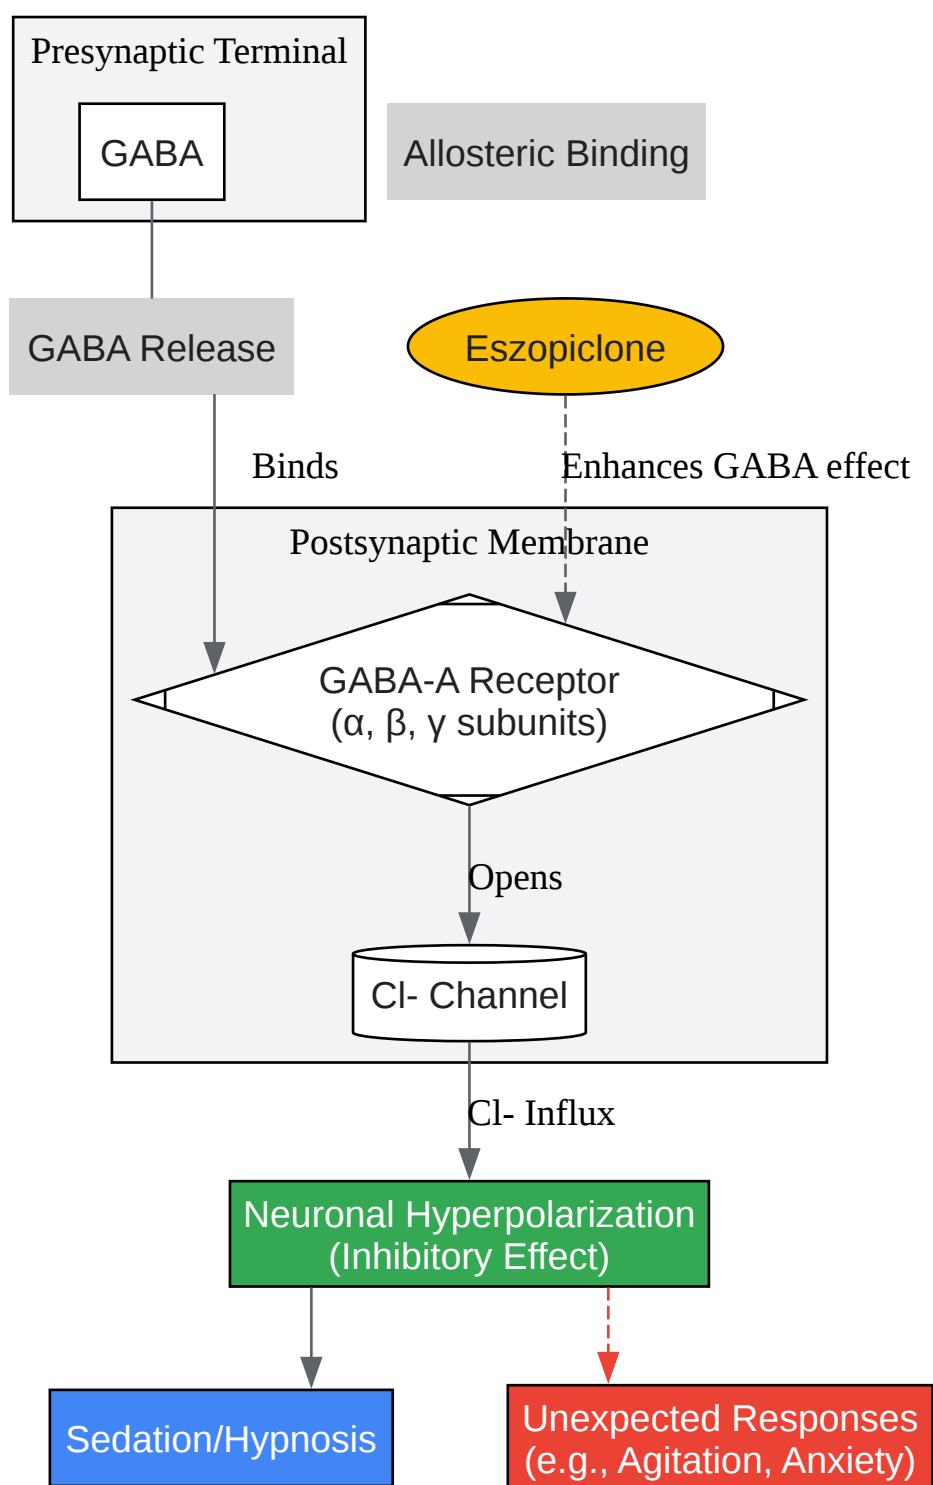 Presynaptic Terminal
GABA
Allosteric Binding
GABA Release
Eszopiclone
Binds
Enhances GABA effect
Postsynaptic Membrane
GABA-A Receptor
(α, β, γ subunits)
Opens
Cl- Channel
Cl- Influx
Neuronal Hyperpolarization
(Inhibitory Effect)
Sedation/Hypnosis
Unexpected Responses
(e.g., Agitation, Anxiety)